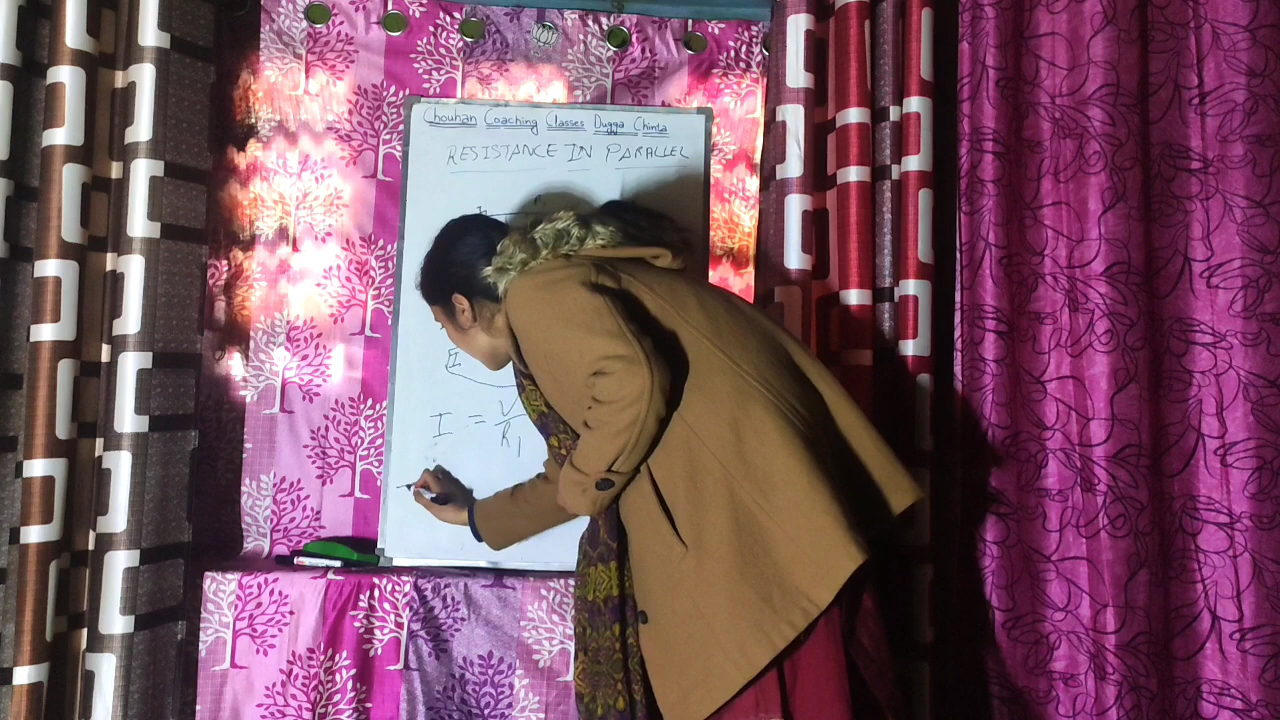 Chouhan Coaching Classes Dugga Chinta
RESISTANCE IN PARALLEL
I = V/R1